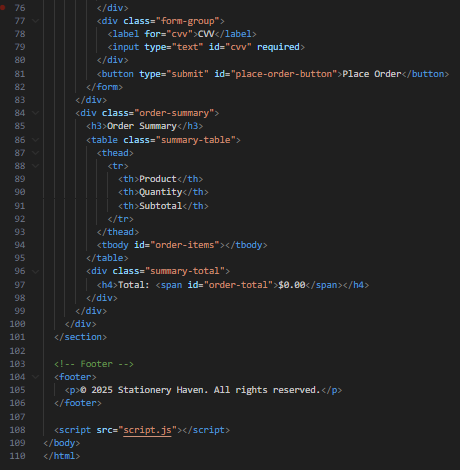 76 </div>
77 <div class="form-group">
78 <label for="cvv">CVV</label>
79 <input type="text" id="cvv" required>
80 </div>
81 <button type="submit" id="place-order-button">Place Order</button>
82 </form>
83 </div>
84 <div class="order-summary">
85 <h3>Order Summary</h3>
86 <table class="summary-table">
87 <thead>
88 <tr>
89 <th>Product</th>
90 <th>Quantity</th>
91 <th>Subtotal</th>
92 </tr>
93 </thead>
94 <tbody id="order-items"></tbody>
95 </table>
96 <div class="summary-total">
97 <h4>Total: <span id="order-total">$0.00</span></h4>
98 </div>
99 </div>
100 </div>
101 </section>
102
103 <!-- Footer -->
104 <footer>
105 <p>© 2025 Stationery Haven. All rights reserved.</p>
106 </footer>
107
108 <script src="script.js"></script>
109 </body>
110 </html>